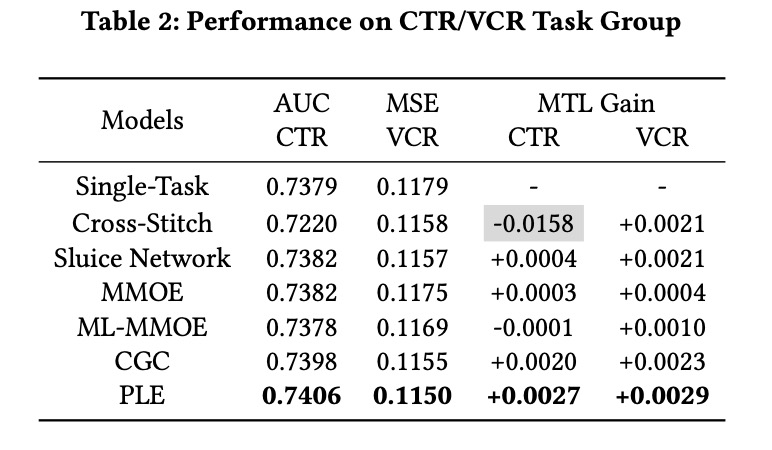 Table 2: Performance on CTR/VCR Task Group
Models AUC MSE MTL Gain
CTR VCR CTR VCR
Single-Task 0.7379 0.1179 - -
Cross-Stitch 0.7220 0.1158 -0.0158 +0.0021
Sluice Network 0.7382 0.1157 +0.0004 +0.0021
MMOE 0.7382 0.1175 +0.0003 +0.0004
ML-MMOE 0.7378 0.1169 -0.0001 +0.0010
CGC 0.7398 0.1155 +0.0020 +0.0023
PLE 0.7406 0.1150 +0.0027 +0.0029